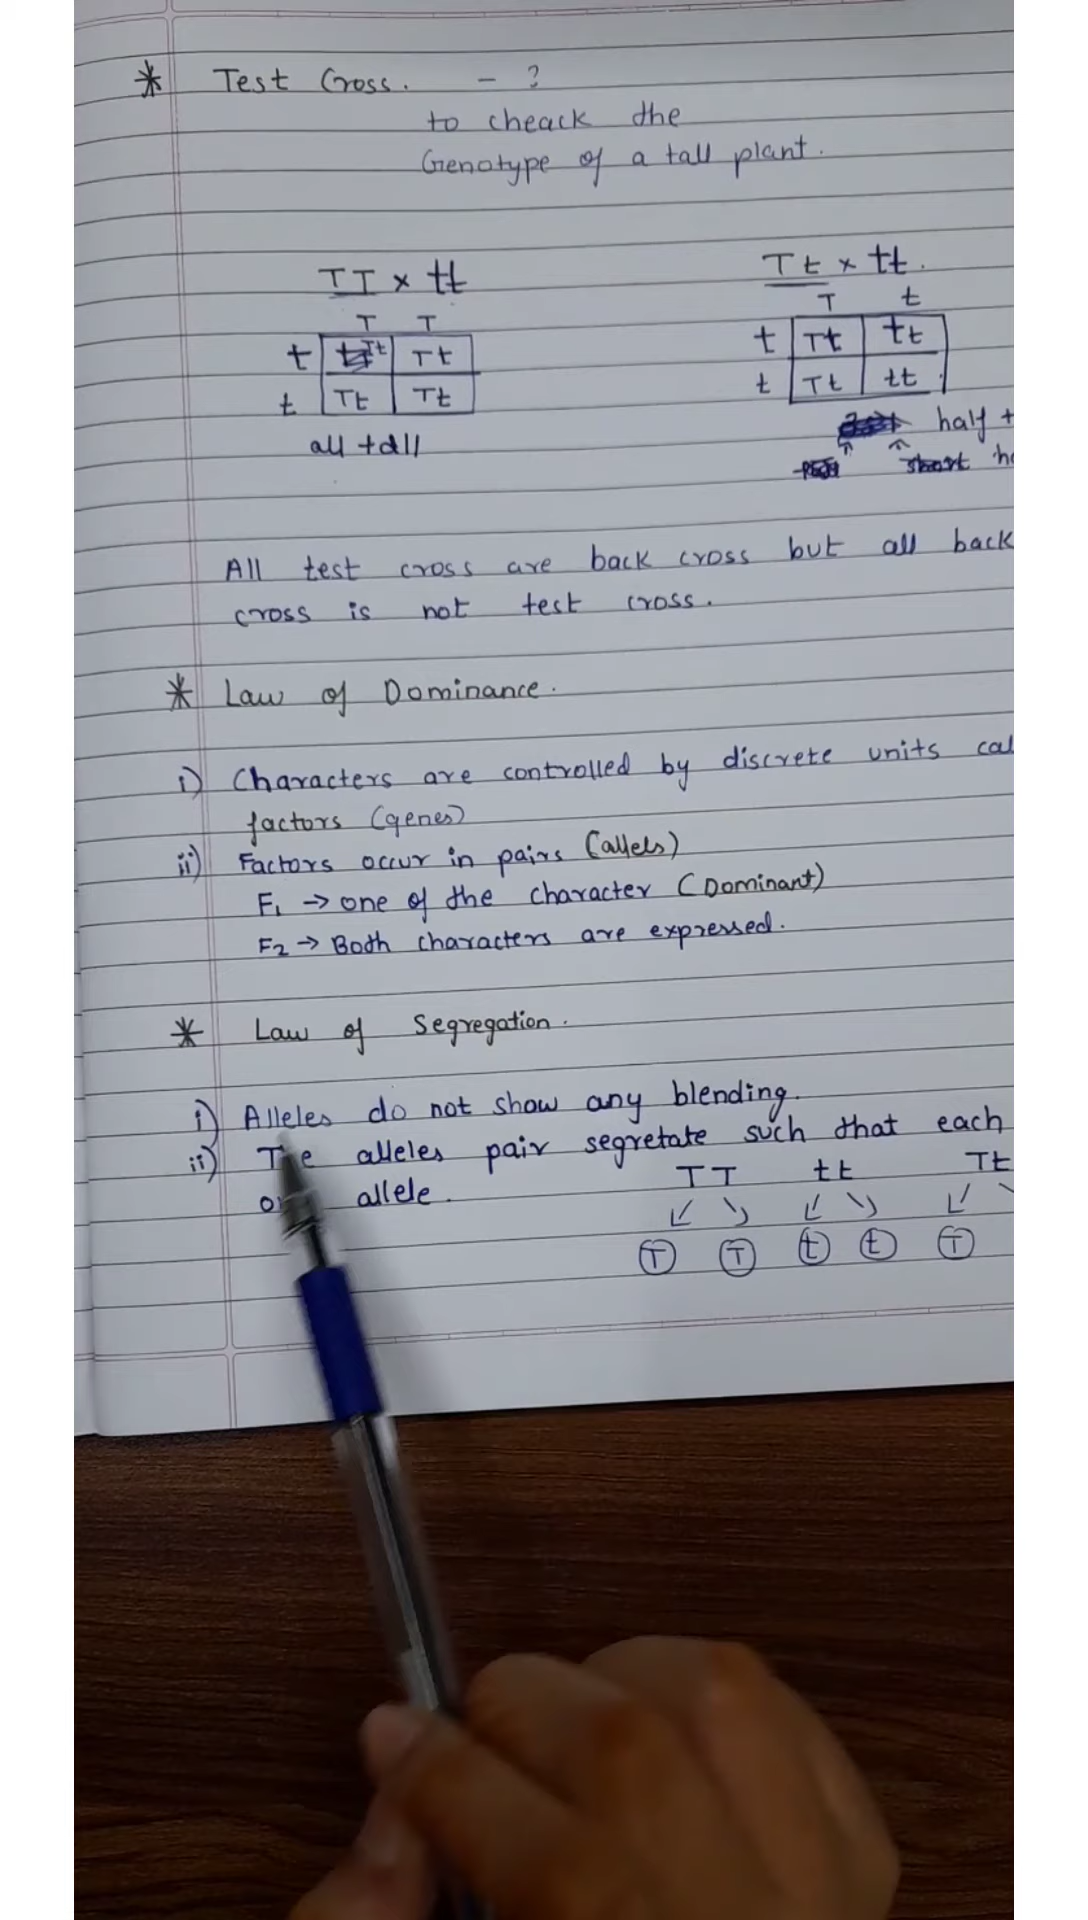 * Test Cross. - ?
to cheack the
Genotype of a tall plant.
TT × tt
T T
t Tt Tt
t Tt Tt
all tall
Tt × tt.
T t
t Tt tt
t Tt tt
half
short
All test cross are back cross but all back
cross is not test cross.
* Law of Dominance.
i) Characters are controlled by discrete units
factors (genes)
ii) Factors occur in pairs (allels)
F1 → one of the character (Dominant)
F2 → Both characters are expressed.
* Law of Segregation.
i) Alleles do not show any blending.
ii) The alleles pair segretate such that each
allele.
TT tt Tt
T T t t T